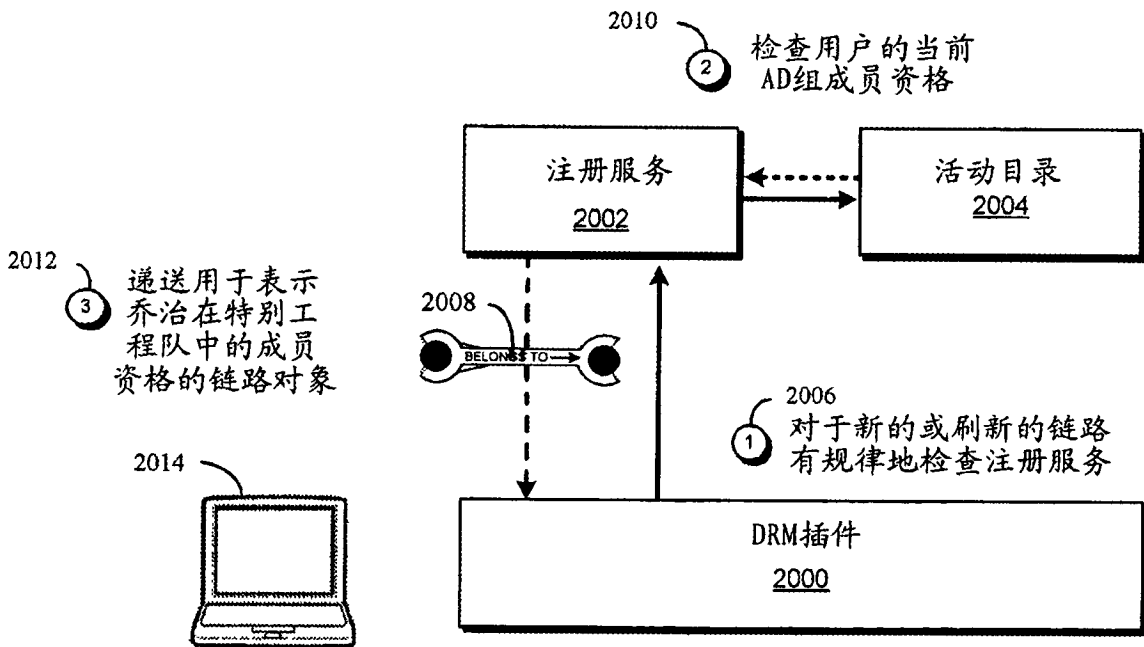 2010
2
检查用户的当前
AD组成员资格
注册服务
2002
活动目录
2004
2012
3
递送用于表示
乔治在特别工
程队中的成员
资格的链路对象
2008
BELONGS TO
2006
1
对于新的或刷新的链路
有规律地检查注册服务
2014
DRM插件
2000